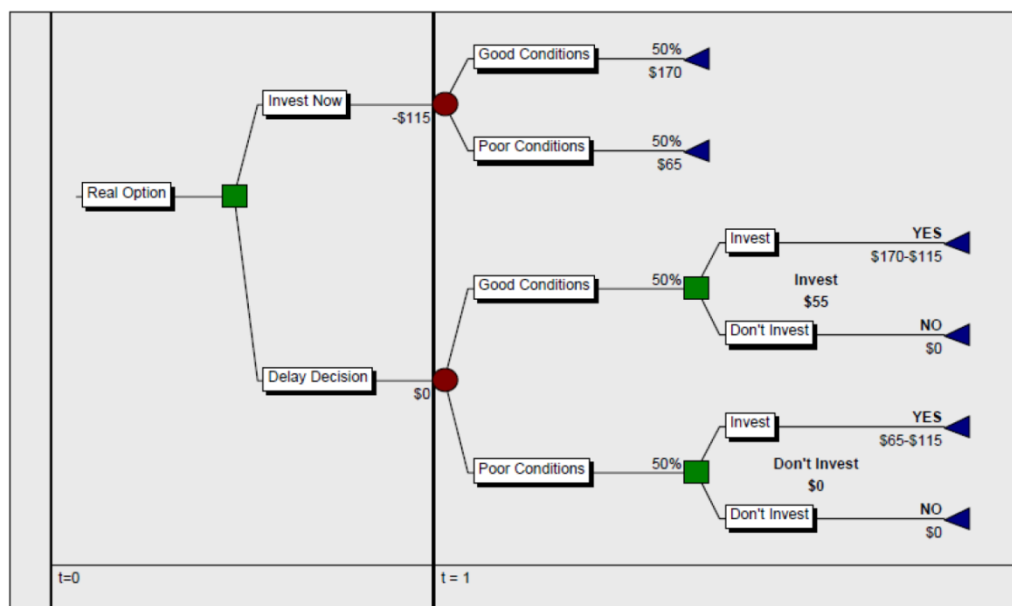 Good Conditions 50%
$170
Invest Now
-$115
Poor Conditions 50%
$65
Real Option
Invest YES
$170-$115
Good Conditions 50%
Invest
$55
Don't Invest NO
$0
Delay Decision
$0
Invest YES
$65-$115
Poor Conditions 50%
Don't Invest
$0
Don't Invest NO
$0
t=0 t = 1